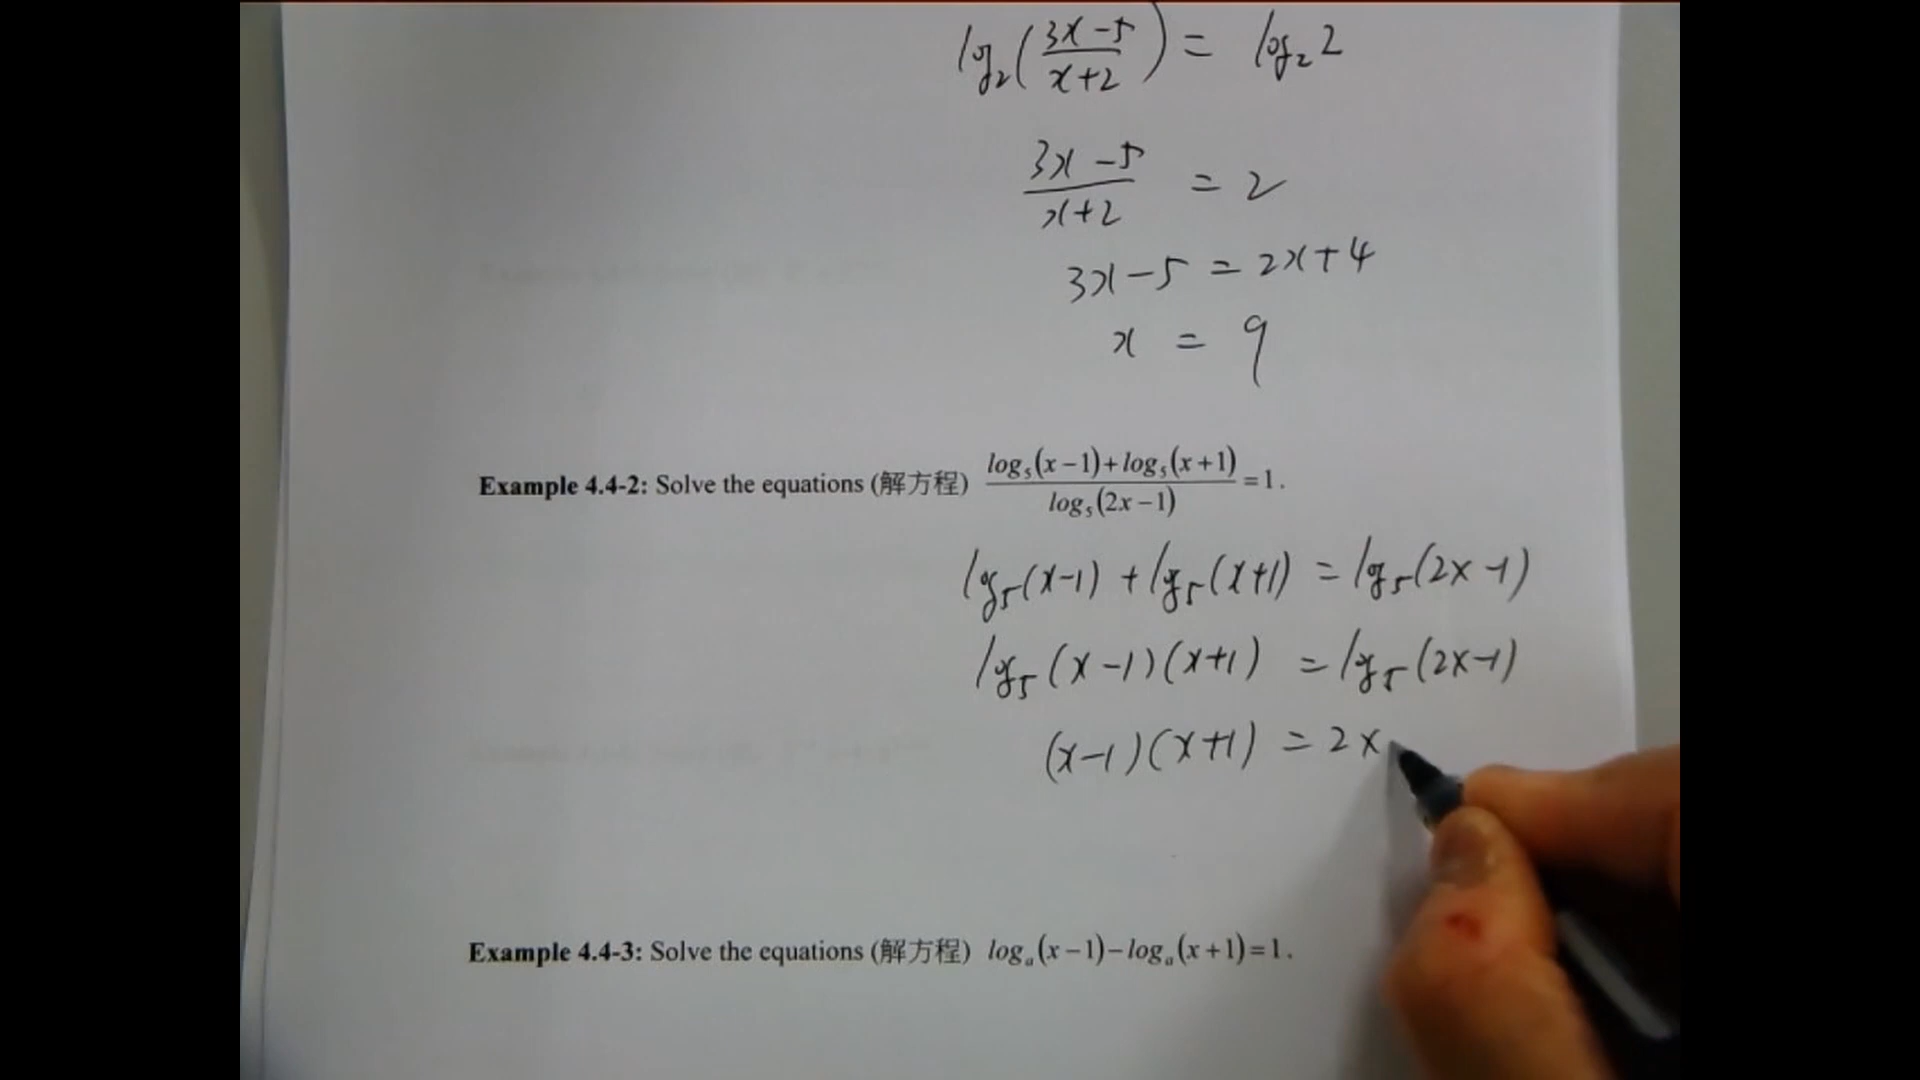 log₂((3x-5)/(x+2)) = log₂2
(3x-5)/(x+2) = 2
3x-5 = 2x+4
x = 9
Example 4.4-2: Solve the equations (解方程) (log₅(x-1)+log₅(x+1))/(log₅(2x-1)) =1.
log₅(x-1) + log₅(x+1) = log₅(2x-1)
log₅(x-1)(x+1) = log₅(2x-1)
(x-1)(x+1) = 2x
Example 4.4-3: Solve the equations (解方程) logₐ(x-1)-logₐ(x+1)=1.